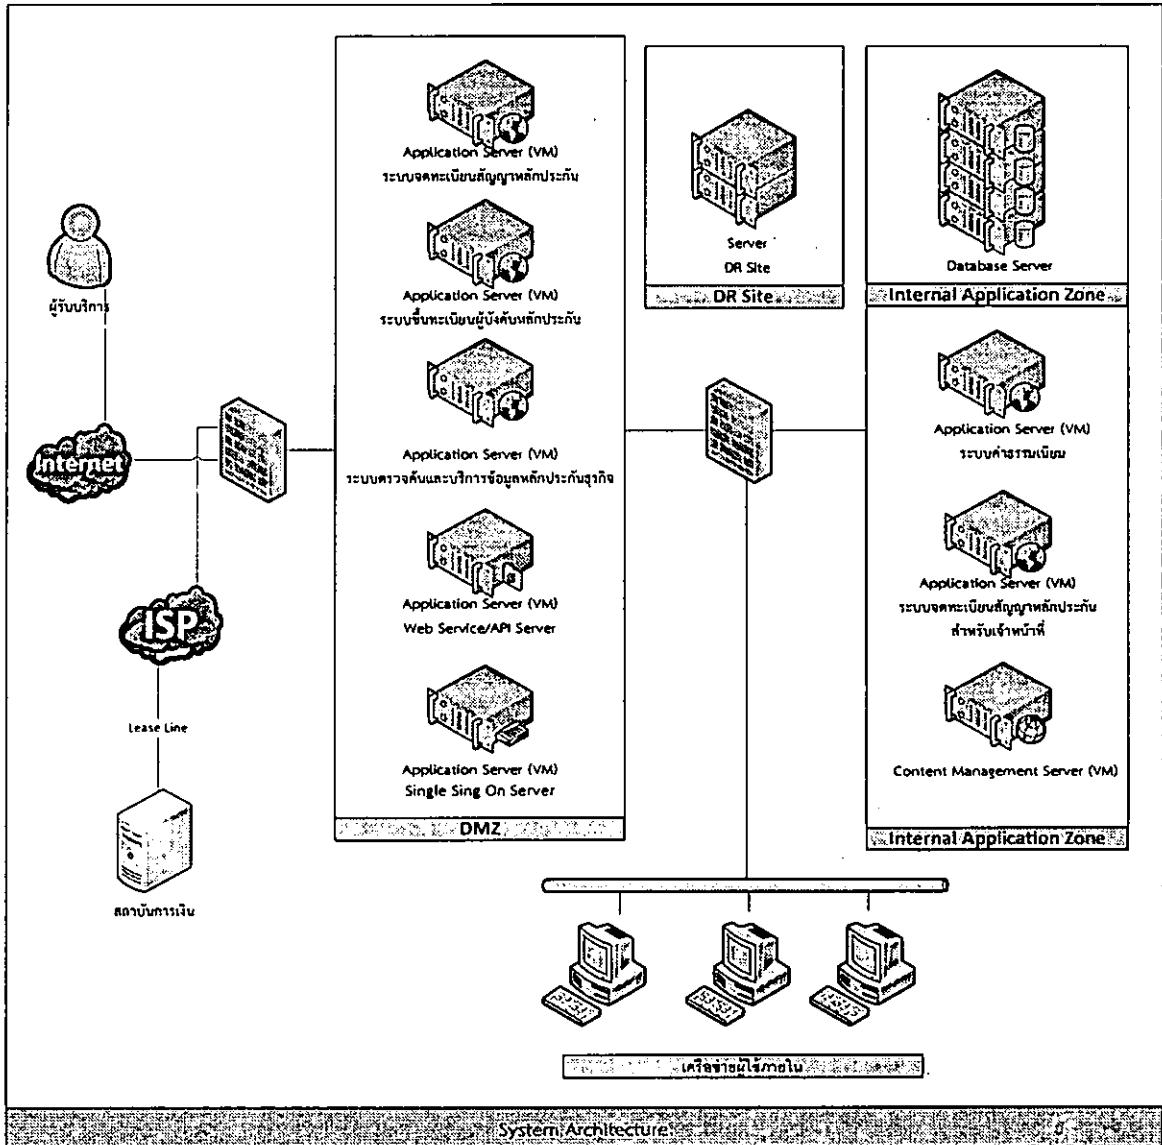 ผู้รับบริการ
Internet
ISP
Lease Line
สถาบันการเงิน
Application Server (VM)
ระบบจดทะเบียนสัญญาหลักประกัน
Application Server (VM)
ระบบขึ้นทะเบียนผู้บังคับหลักประกัน
Application Server (VM)
ระบบตรวจค้นและบริการข้อมูลหลักประกันธุรกิจ
Application Server (VM)
Web Service/API Server
Application Server (VM)
Single Sing On Server
DMZ
Server
DR Site
DR Site
Database Server
Internal Application Zone
Application Server (VM)
ระบบค่าธรรมเนียม
Application Server (VM)
ระบบจดทะเบียนสัญญาหลักประกัน
สำหรับเจ้าหน้าที่
Content Management Server (VM)
Internal Application Zone
เครือข่ายผู้ใช้ภายใน
System Architecture